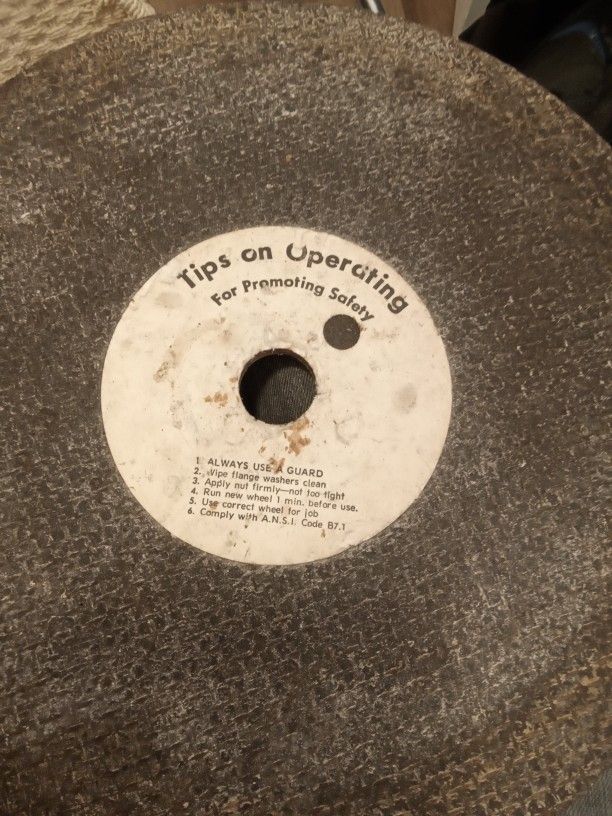 Tips on Operating
For Promoting Safety
1 ALWAYS USE A GUARD
2. Wipe flange washers clean
3. Apply nut firmly—not too tight
4. Run new wheel 1 min. before use.
5. Use correct wheel for job
6. Comply with A.N.S.I. Code B7.1